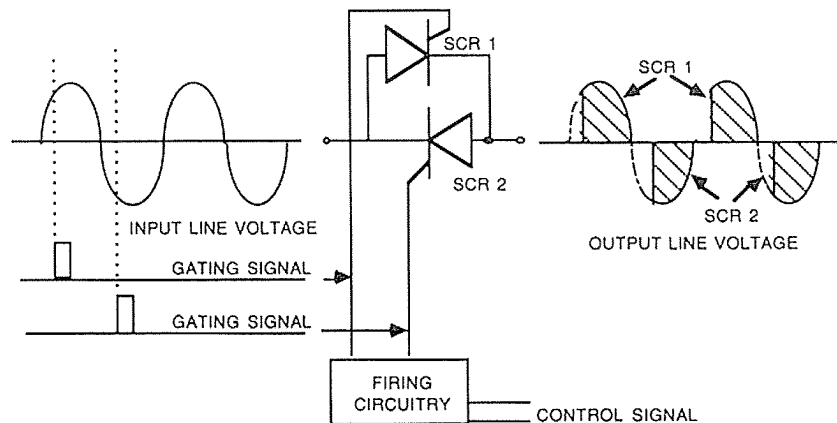 SCR 1
SCR 1
SCR 2
SCR 2
INPUT LINE VOLTAGE
OUTPUT LINE VOLTAGE
GATING SIGNAL
GATING SIGNAL
FIRING
CIRCUITRY
CONTROL SIGNAL